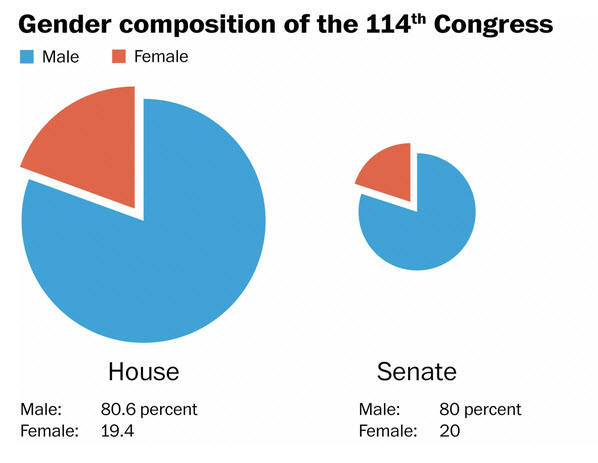 Gender composition of the 114th Congress
Male Female
House Senate
Male: 80.6 percent Male: 80 percent
Female: 19.4 Female: 20